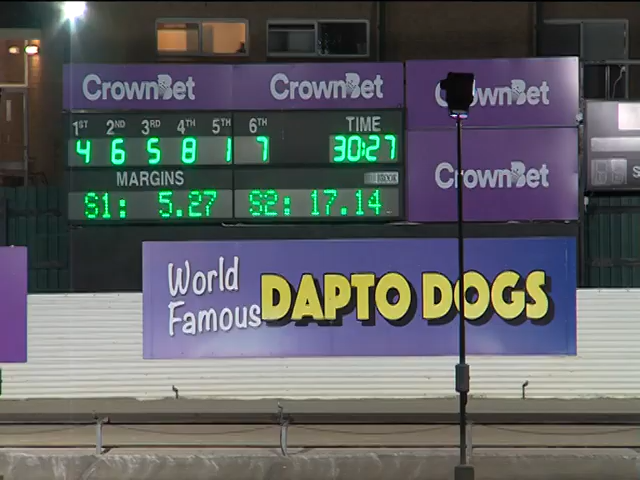 CrownBet CrownBet CrownBet
1ST 2ND 3RD 4TH 5TH 6TH TIME
4 6 5 8 1 7 30:27
MARGINS
CrownBet
S1: 5.27 S2: 17.14
World Famous DAPTO DOGS